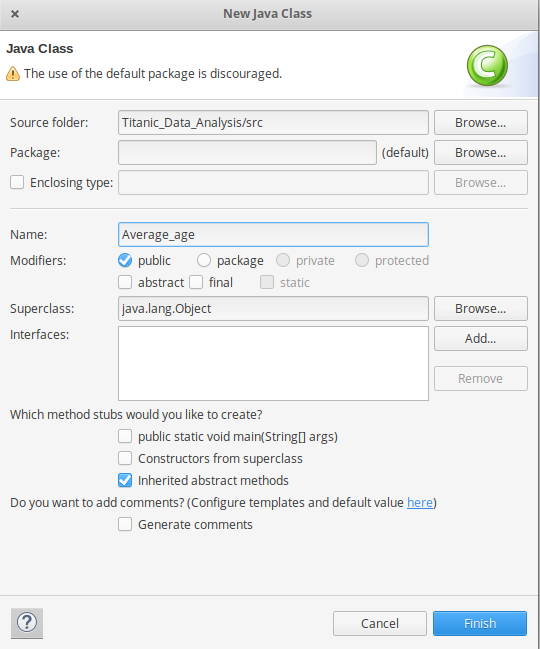 New Java Class
Java Class
The use of the default package is discouraged.
Source folder: Titanic_Data_Analysis/src Browse...
Package: (default) Browse...
Enclosing type: Browse...
Name: Average_age
Modifiers: public package private protected
abstract final static
Superclass: java.lang.Object Browse...
Interfaces: Add...
Remove
Which method stubs would you like to create?
public static void main(String[] args)
Constructors from superclass
Inherited abstract methods
Do you want to add comments? (Configure templates and default value here)
Generate comments
? Cancel Finish